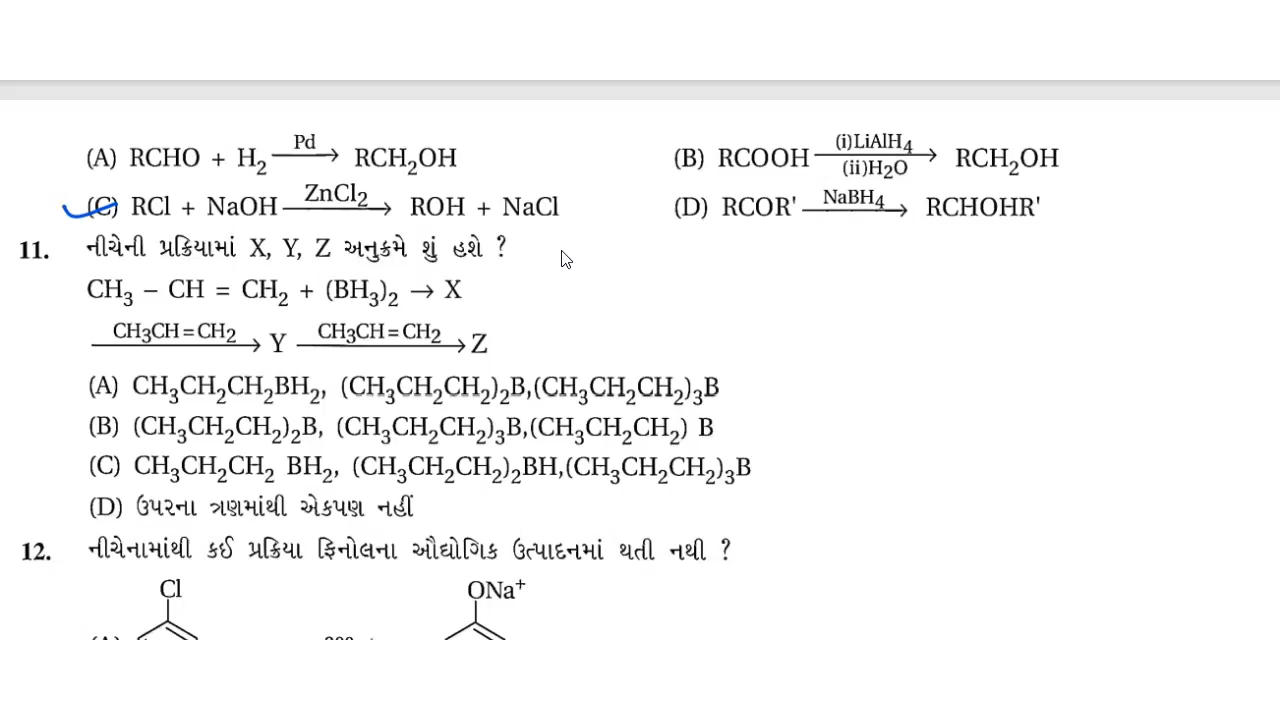 (A) RCHO + H₂ —Pd→ RCH₂OH (B) RCOOH —(i)LiAlH₄ (ii)H₂O→ RCH₂OH
(C) RCl + NaOH —ZnCl₂→ ROH + NaCl (D) RCOR' —NaBH₄→ RCHOHR'
11. નીચેની પ્રક્રિયામાં X, Y, Z અનુક્રમે શું હશે ?
CH₃ – CH = CH₂ + (BH₃)₂ → X
—CH₃CH=CH₂→ Y —CH₃CH=CH₂→ Z
(A) CH₃CH₂CH₂BH₂, (CH₃CH₂CH₂)₂B,(CH₃CH₂CH₂)₃B
(B) (CH₃CH₂CH₂)₂B, (CH₃CH₂CH₂)₃B,(CH₃CH₂CH₂) B
(C) CH₃CH₂CH₂ BH₂, (CH₃CH₂CH₂)₂BH,(CH₃CH₂CH₂)₃B
(D) ઉપરના ત્રણમાંથી એકપણ નહીં
12. નીચેનામાંથી કઈ પ્રક્રિયા ફિનોલના ઔદ્યોગિક ઉત્પાદનમાં થતી નથી ?
Cl ONa⁺